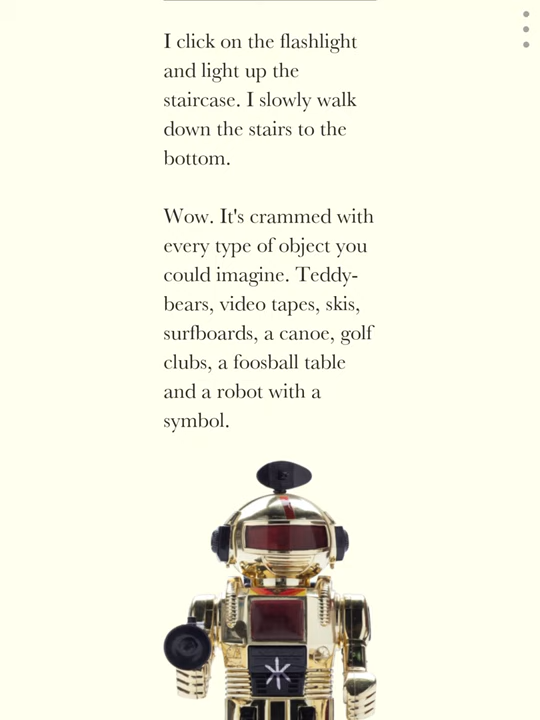 I click on the flashlight
and light up the
staircase. I slowly walk
down the stairs to the
bottom.
Wow. It's crammed with
every type of object you
could imagine. Teddy-
bears, video tapes, skis,
surfboards, a canoe, golf
clubs, a foosball table
and a robot with a
symbol.